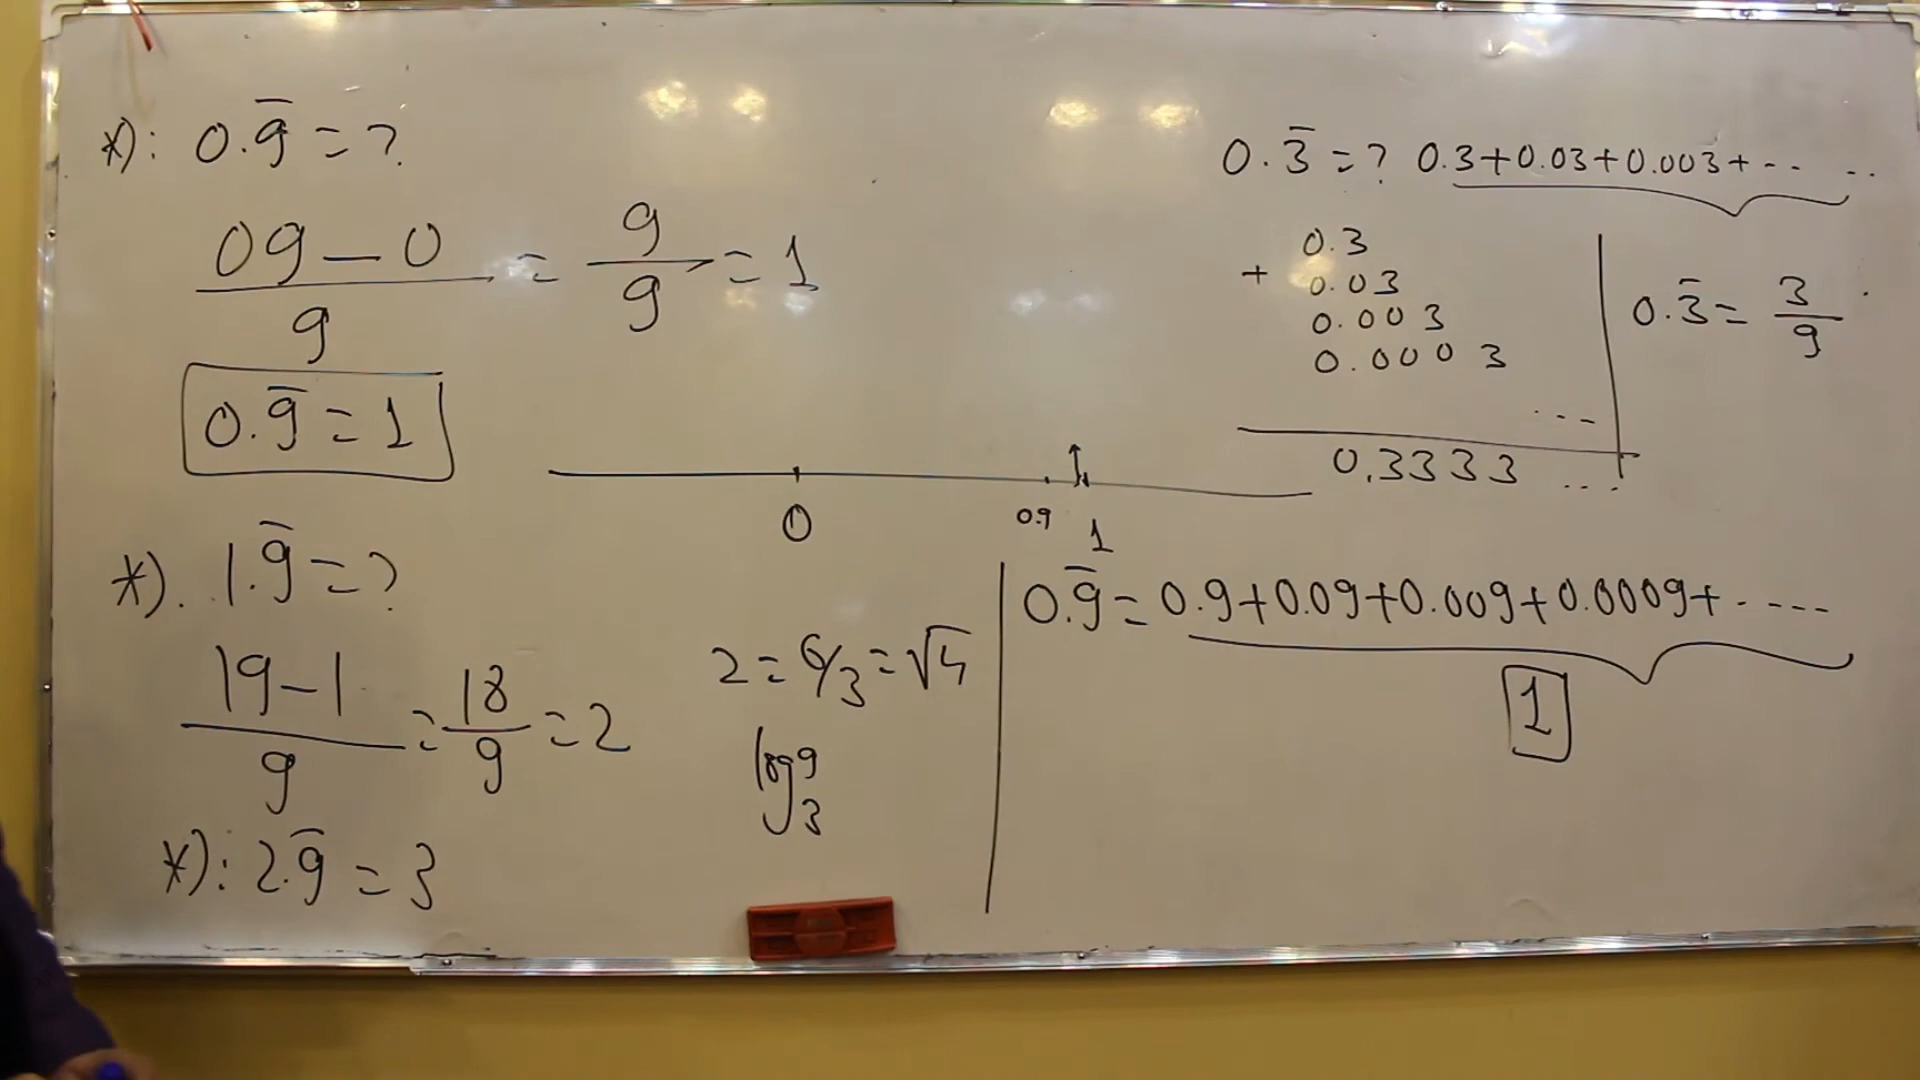 *): 0.9̅ = ?
09 - 0 / 9 = 9/9 = 1
0.9̅ = 1
*). 1.9̅ = ?
19 - 1 / 9 = 18/9 = 2
*): 2.9̅ = 3
0 0.9 1
2 = 6/3 = √4
log 9
3
0.3̅ = ? 0.3 + 0.03 + 0.003 + .. ..
0.3
+ 0.03
0.003
0.0003
...
0.3333 ...
0.3̅ = 3/9
0.9̅ = 0.9 + 0.09 + 0.009 + 0.0009 + .....
1